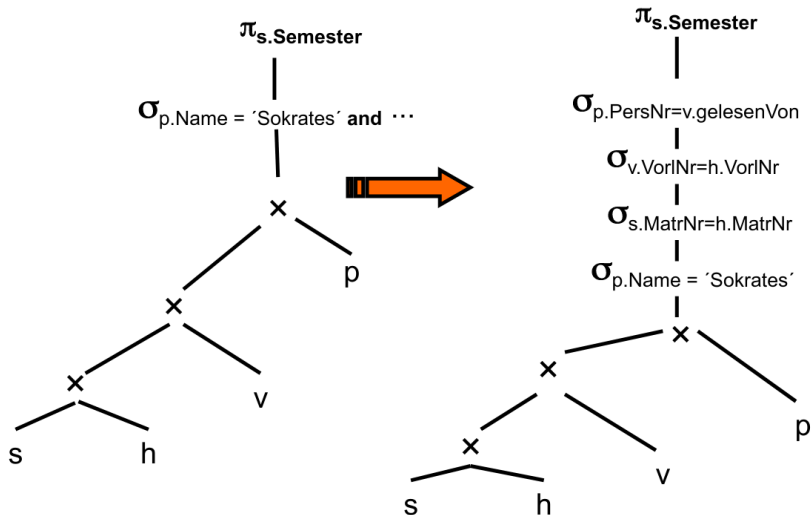 πs.Semester
σp.Name = ´Sokrates´ and ...
×
p
×
v
×
s h
πs.Semester
σp.PersNr=v.gelesenVon
σv.VorlNr=h.VorlNr
σs.MatrNr=h.MatrNr
σp.Name = ´Sokrates´
×
p
×
v
×
s h